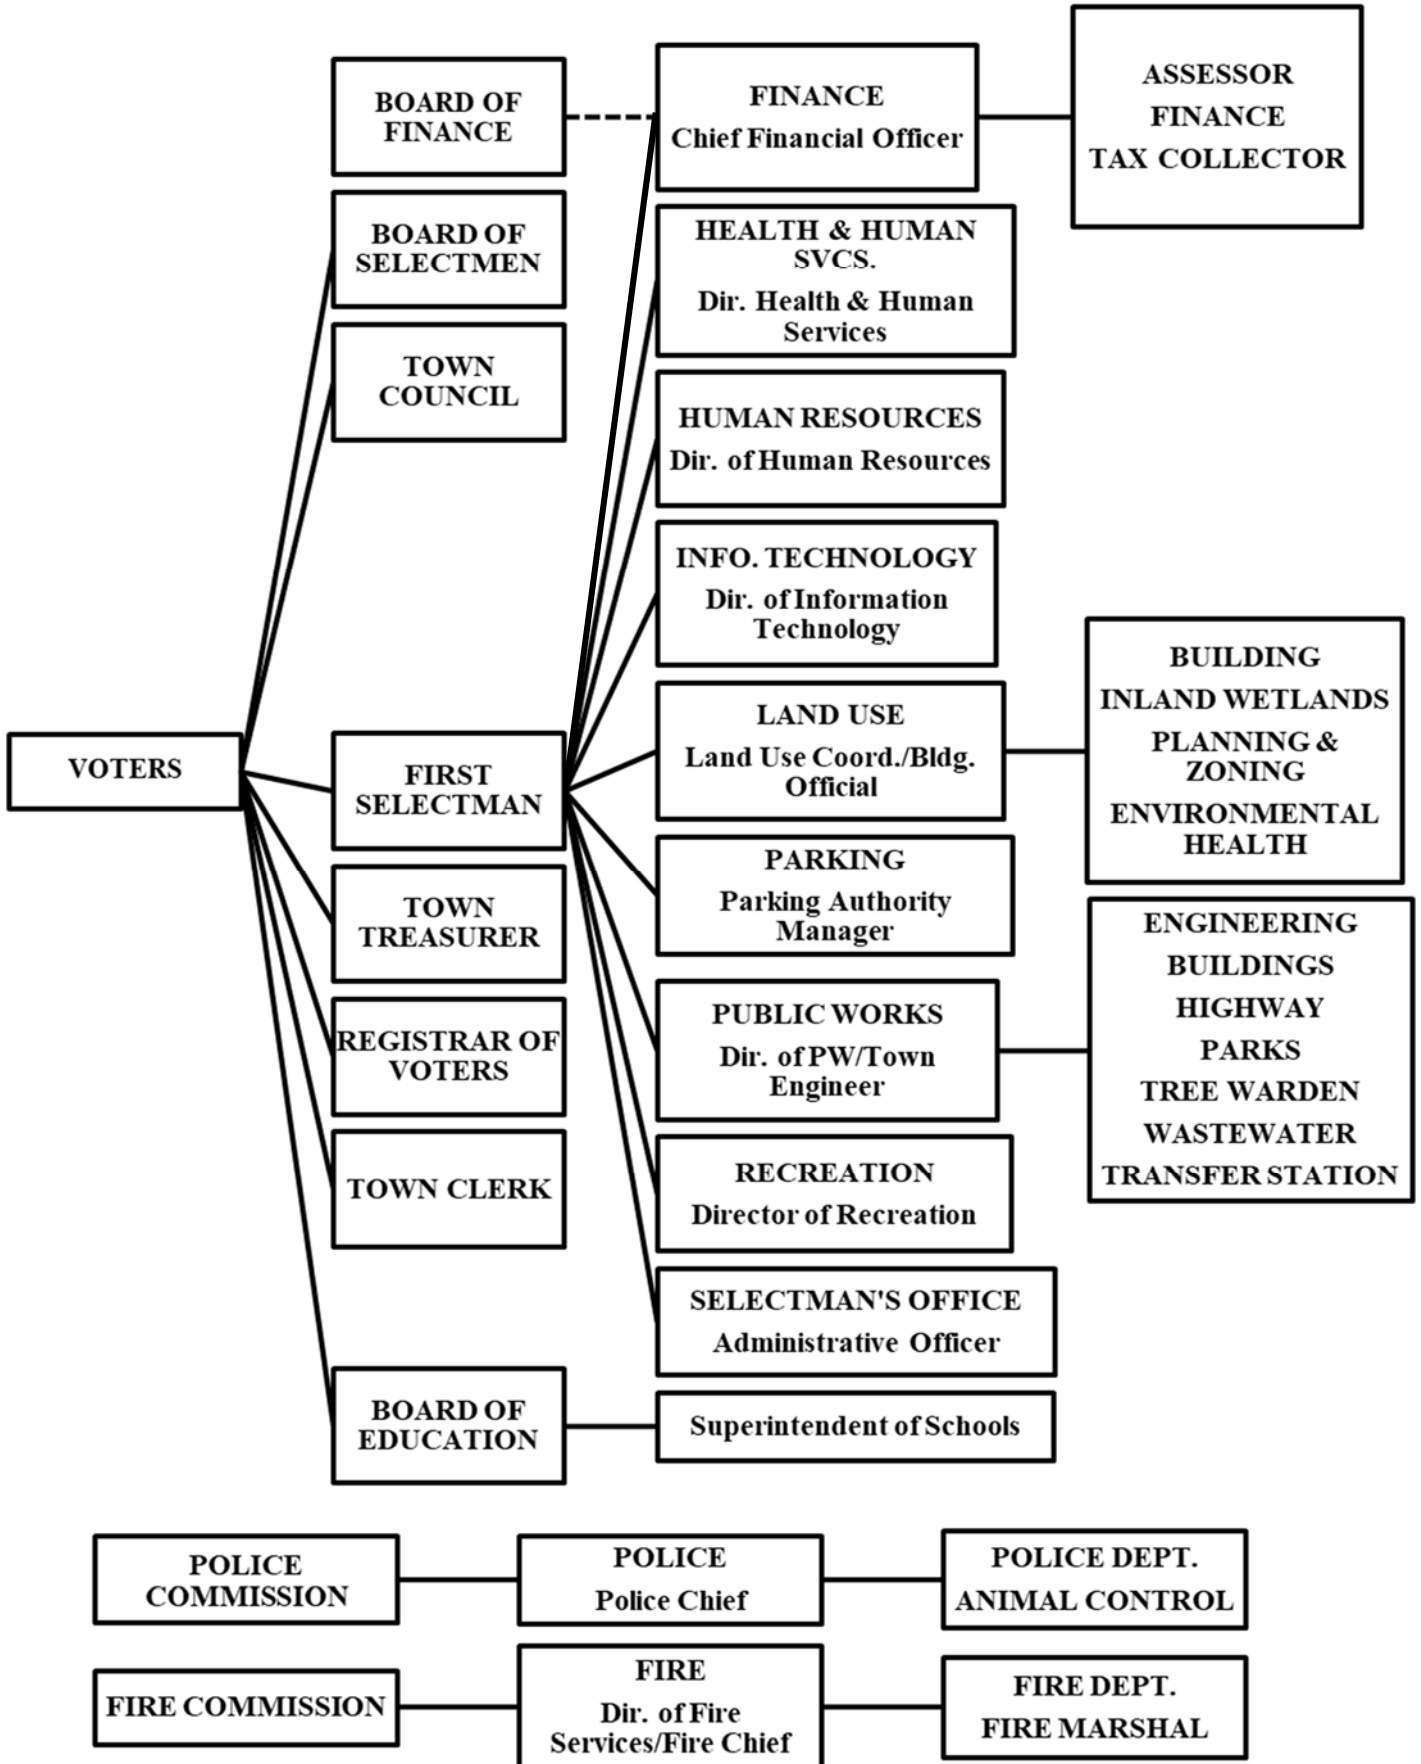 BOARD OF
FINANCE
FINANCE
Chief Financial Officer
ASSESSOR
FINANCE
TAX COLLECTOR
BOARD OF
SELECTMEN
HEALTH & HUMAN
SVCS.
Dir. Health & Human
Services
TOWN
COUNCIL
HUMAN RESOURCES
Dir. of Human Resources
INFO. TECHNOLOGY
Dir. of Information
Technology
VOTERS
FIRST
SELECTMAN
LAND USE
Land Use Coord./Bldg.
Official
BUILDING
INLAND WETLANDS
PLANNING &
ZONING
ENVIRONMENTAL
HEALTH
TOWN
TREASURER
PARKING
Parking Authority
Manager
REGISTRAR OF
VOTERS
PUBLIC WORKS
Dir. of PW/Town
Engineer
ENGINEERING
BUILDINGS
HIGHWAY
PARKS
TREE WARDEN
WASTEWATER
TRANSFER STATION
TOWN CLERK
RECREATION
Director of Recreation
SELECTMAN'S OFFICE
Administrative Officer
BOARD OF
EDUCATION
Superintendent of Schools
POLICE
COMMISSION
POLICE
Police Chief
POLICE DEPT.
ANIMAL CONTROL
FIRE COMMISSION
FIRE
Dir. of Fire
Services/Fire Chief
FIRE DEPT.
FIRE MARSHAL